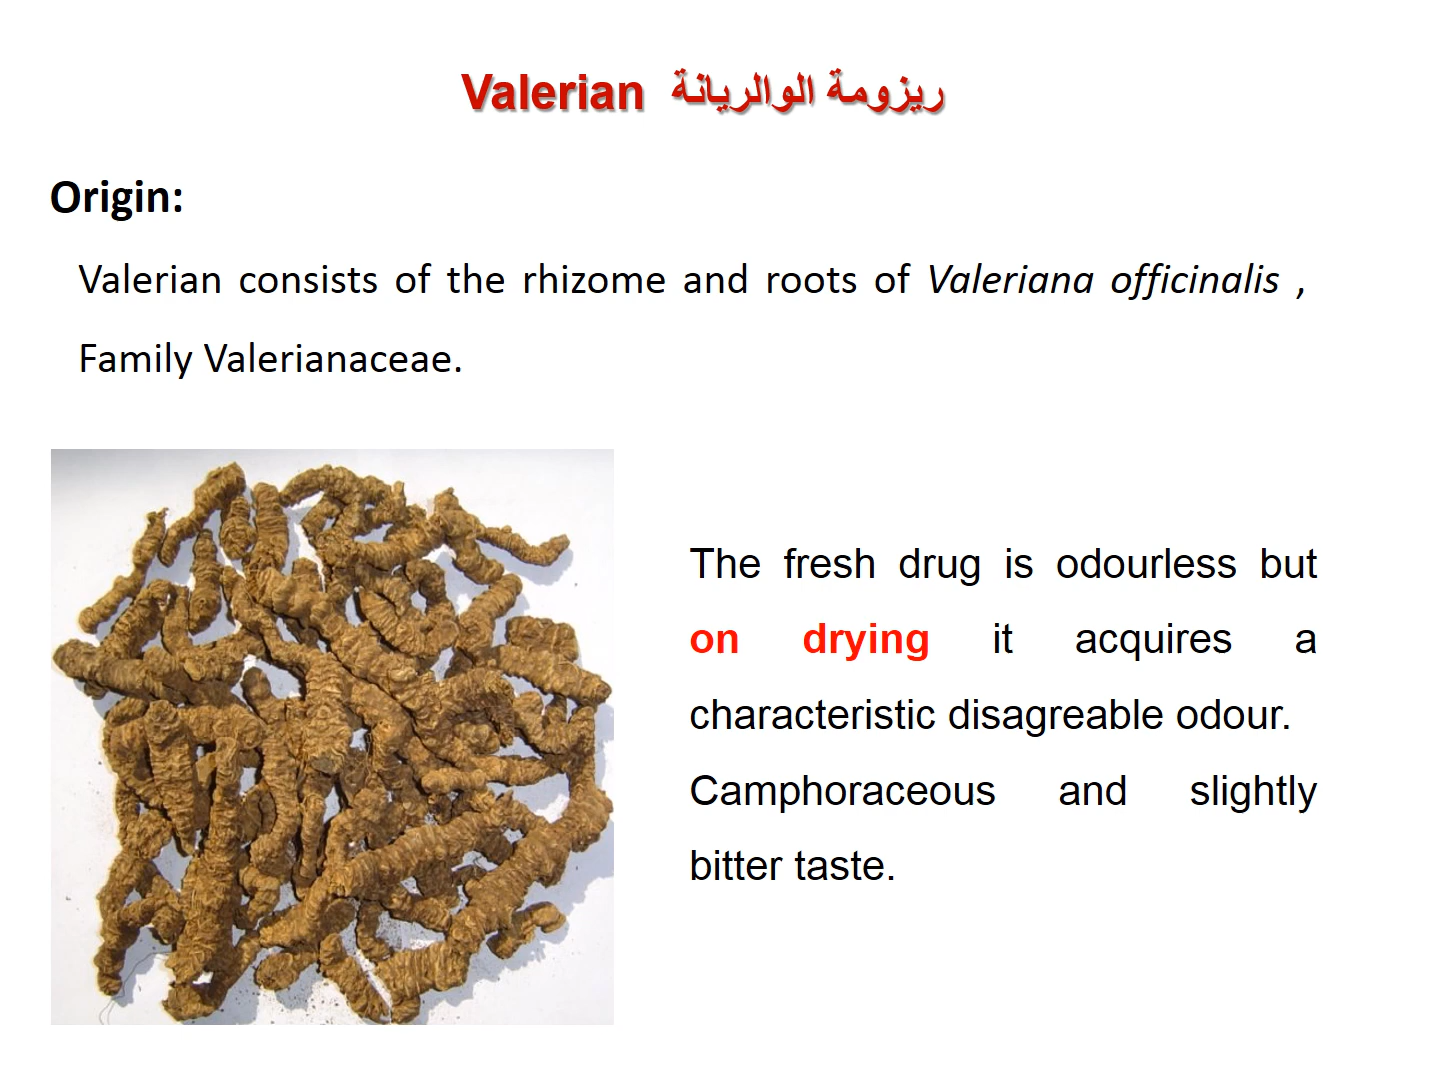 Valerian ريزومة الوالريانة
Origin:
Valerian consists of the rhizome and roots of Valeriana officinalis ,
Family Valerianaceae.
The fresh drug is odourless but
on drying it acquires a
characteristic disagreable odour.
Camphoraceous and slightly
bitter taste.